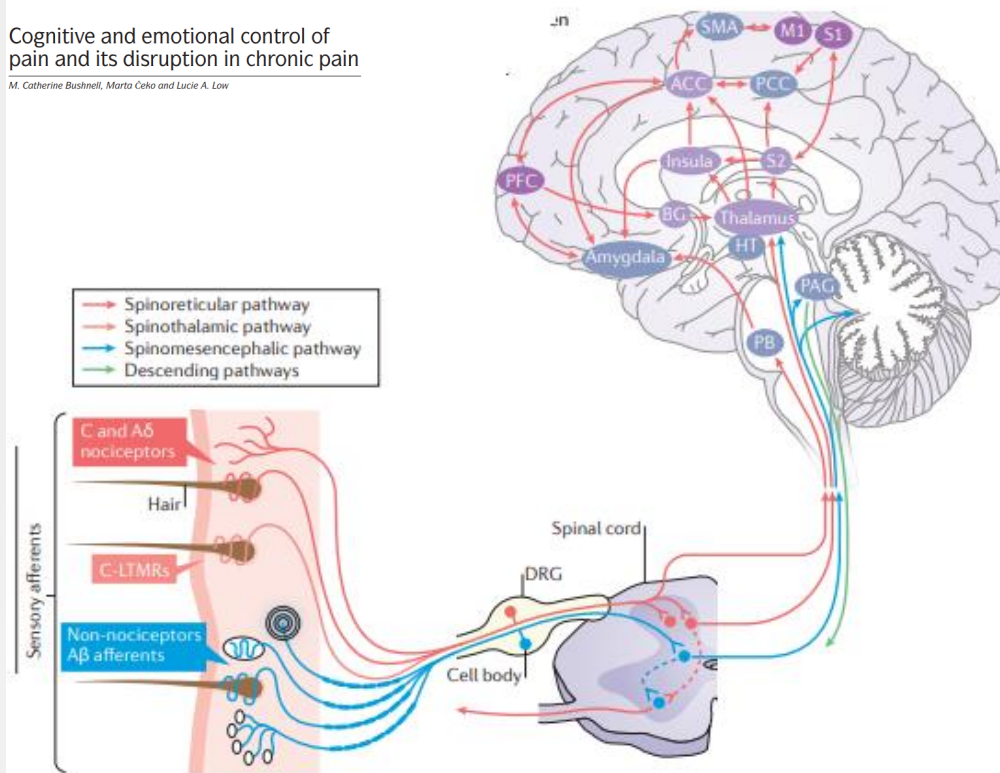 Cognitive and emotional control of
pain and its disruption in chronic pain
M. Catherine Bushnell, Marta Čeko and Lucie A. Low
SMA
M1
S1
ACC
PCC
Insula
S2
PFC
BG
Thalamus
HT
Amygdala
PAG
PB
Spinoreticular pathway
Spinothalamic pathway
Spinomesencephalic pathway
Descending pathways
C and Aδ
nociceptors
Hair
C-LTMRs
Sensory afferents
Non-nociceptors
Aβ afferents
Spinal cord
DRG
Cell body